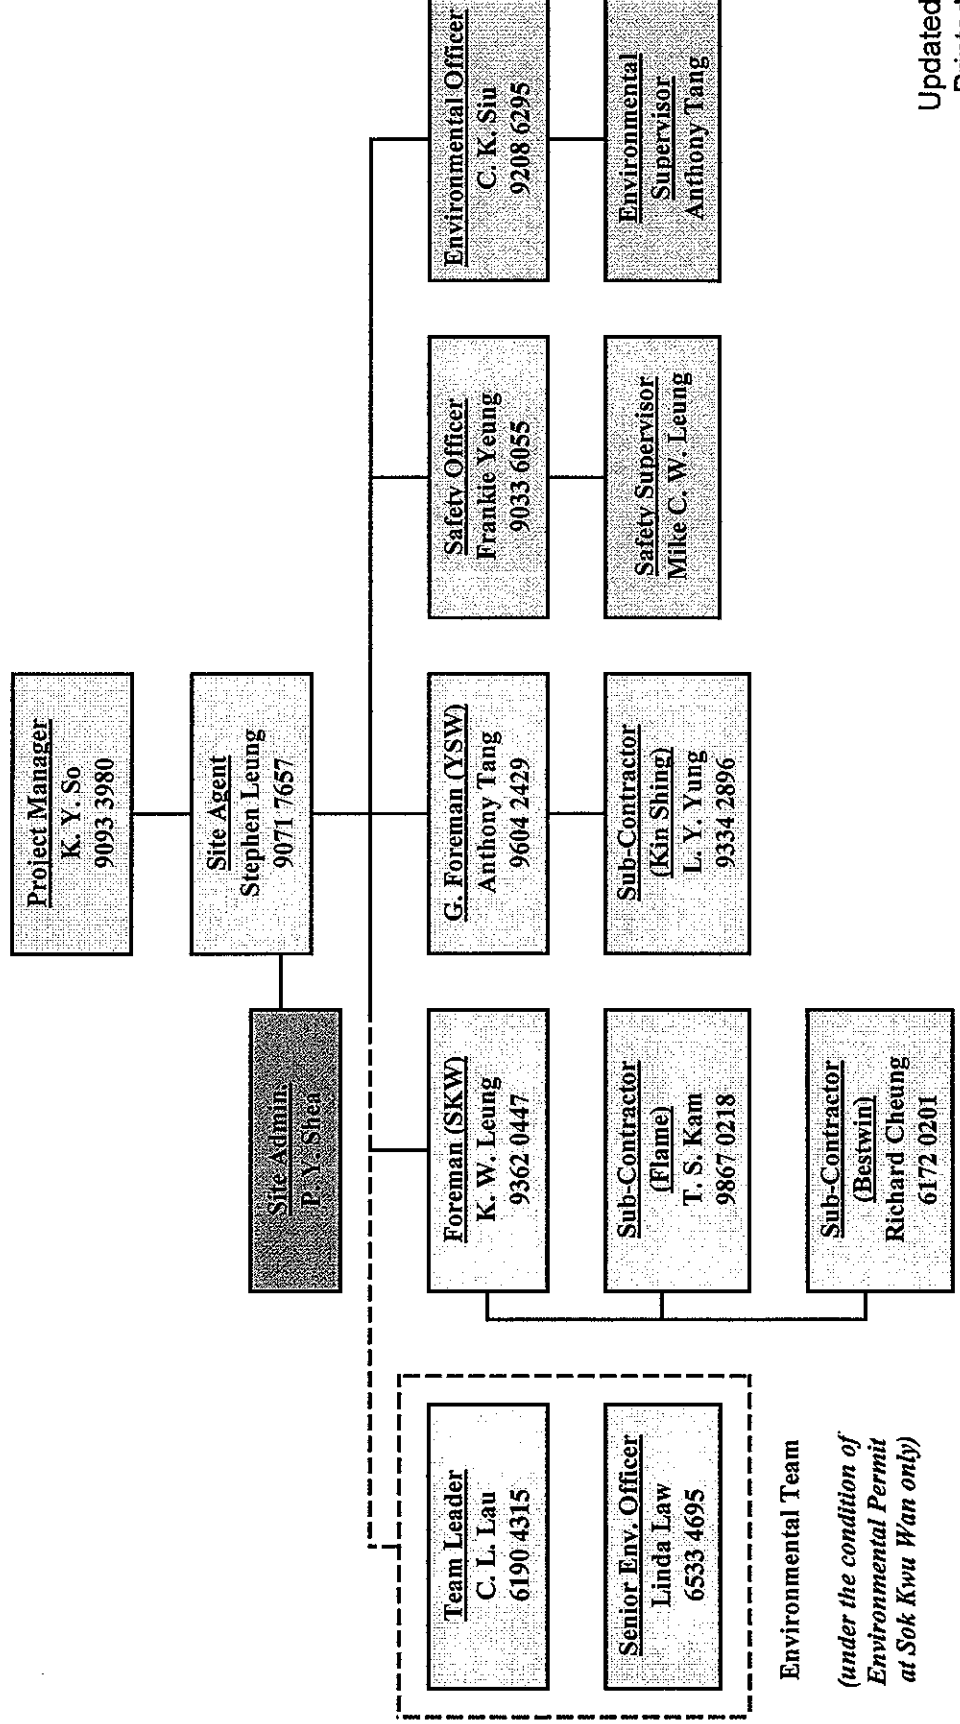 Project Manager
K. Y. So
9093 3980
Site Agent
Stephen Leung
9071 7657
Site Admin.
P. Y. Shea
Team Leader
C. L. Lau
6190 4315
Senior Env. Officer
Linda Law
6533 4695
Environmental Team
(under the condition of
Environmental Permit
at Sok Kwu Wan only)
Foreman (SKW)
K. W. Leung
9362 0447
Sub-Contractor
(Flame)
T. S. Kam
9867 0218
Sub-Contractor
(Bestwin)
Richard Cheung
6172 0201
G. Foreman (YSW)
Anthony Tang
9604 2429
Sub-Contractor
(Kin Shing)
L. Y. Yung
9334 2896
Safety Officer
Frankie Yeung
9033 6055
Safety Supervisor
Mike C. W. Leung
Environmental Officer
C. K. Siu
9208 6295
Environmental
Supervisor
Anthony Tang
Updated